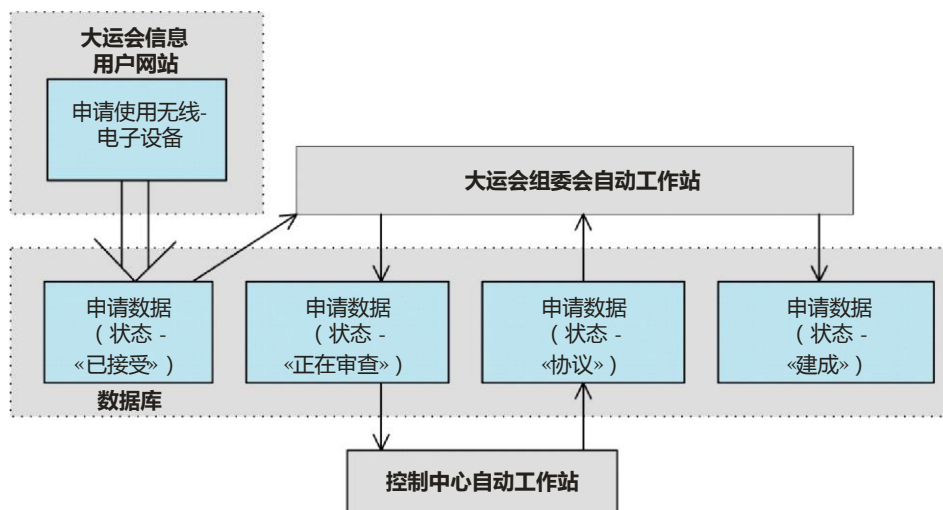 大运会信息
用户网站
申请使用无线-
电子设备
大运会组委会自动工作站
申请数据
（状态 -
«已接受»）
申请数据
（状态 -
«正在审查»）
申请数据
（状态 -
«协议»）
申请数据
（状态 -
«建成»）
数据库
控制中心自动工作站